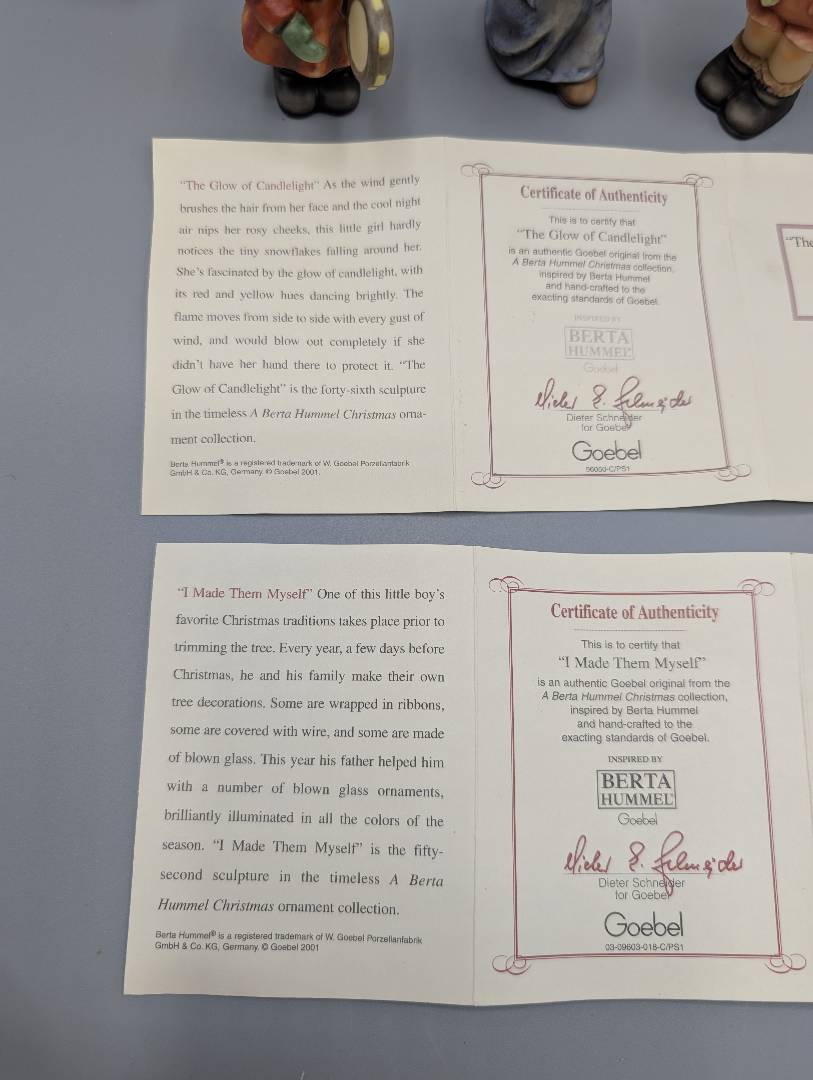 "The Glow of Candlelight" As the wind gently
brushes the hair from her face and the cool night
air nips her rosy cheeks, this little girl hardly
notices the tiny snowflakes falling around her.
She's fascinated by the glow of candlelight, with
its red and yellow hues dancing brightly. The
flame moves from side to side with every gust of
wind, and would blow out completely if she
didn't have her hand there to protect it. "The
Glow of Candlelight" is the forty-sixth sculpture
in the timeless A Berta Hummel Christmas orna-
ment collection.
Berta Hummel® is a registered trademark of W. Goebel Porzellanfabrik
GmbH & Co. KG, Germany. © Goebel 2001.
Certificate of Authenticity
This is to certify that
"The Glow of Candlelight"
is an authentic Goebel original from the
A Berta Hummel Christmas collection,
inspired by Berta Hummel
and hand-crafted to the
exacting standards of Goebel.
INSPIRED BY
BERTA
HUMMEL®
Goebel
Dieter Schneider
for Goebel
Goebel
"The
"I Made Them Myself" One of this little boy's
favorite Christmas traditions takes place prior to
trimming the tree. Every year, a few days before
Christmas, he and his family make their own
tree decorations. Some are wrapped in ribbons,
some are covered with wire, and some are made
of blown glass. This year his father helped him
with a number of blown glass ornaments,
brilliantly illuminated in all the colors of the
season. "I Made Them Myself" is the fifty-
second sculpture in the timeless A Berta
Hummel Christmas ornament collection.
Berta Hummel® is a registered trademark of W. Goebel Porzellanfabrik
GmbH & Co. KG, Germany. © Goebel 2001
Certificate of Authenticity
This is to certify that
"I Made Them Myself"
is an authentic Goebel original from the
A Berta Hummel Christmas collection,
inspired by Berta Hummel
and hand-crafted to the
exacting standards of Goebel.
INSPIRED BY
BERTA
HUMMEL®
Goebel
Dieter Schneider
for Goebel
Goebel
03-09603-018-C/PS1